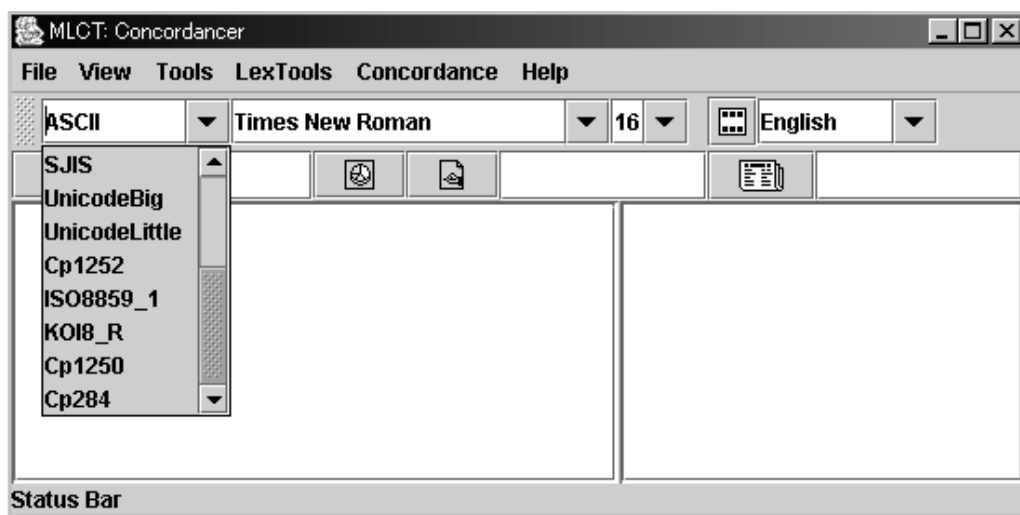 MLCT: Concordancer
File View Tools LexTools Concordance Help
ASCII Times New Roman 16 English
SJIS
UnicodeBig
UnicodeLittle
Cp1252
ISO8859_1
KOI8_R
Cp1250
Cp284
Status Bar